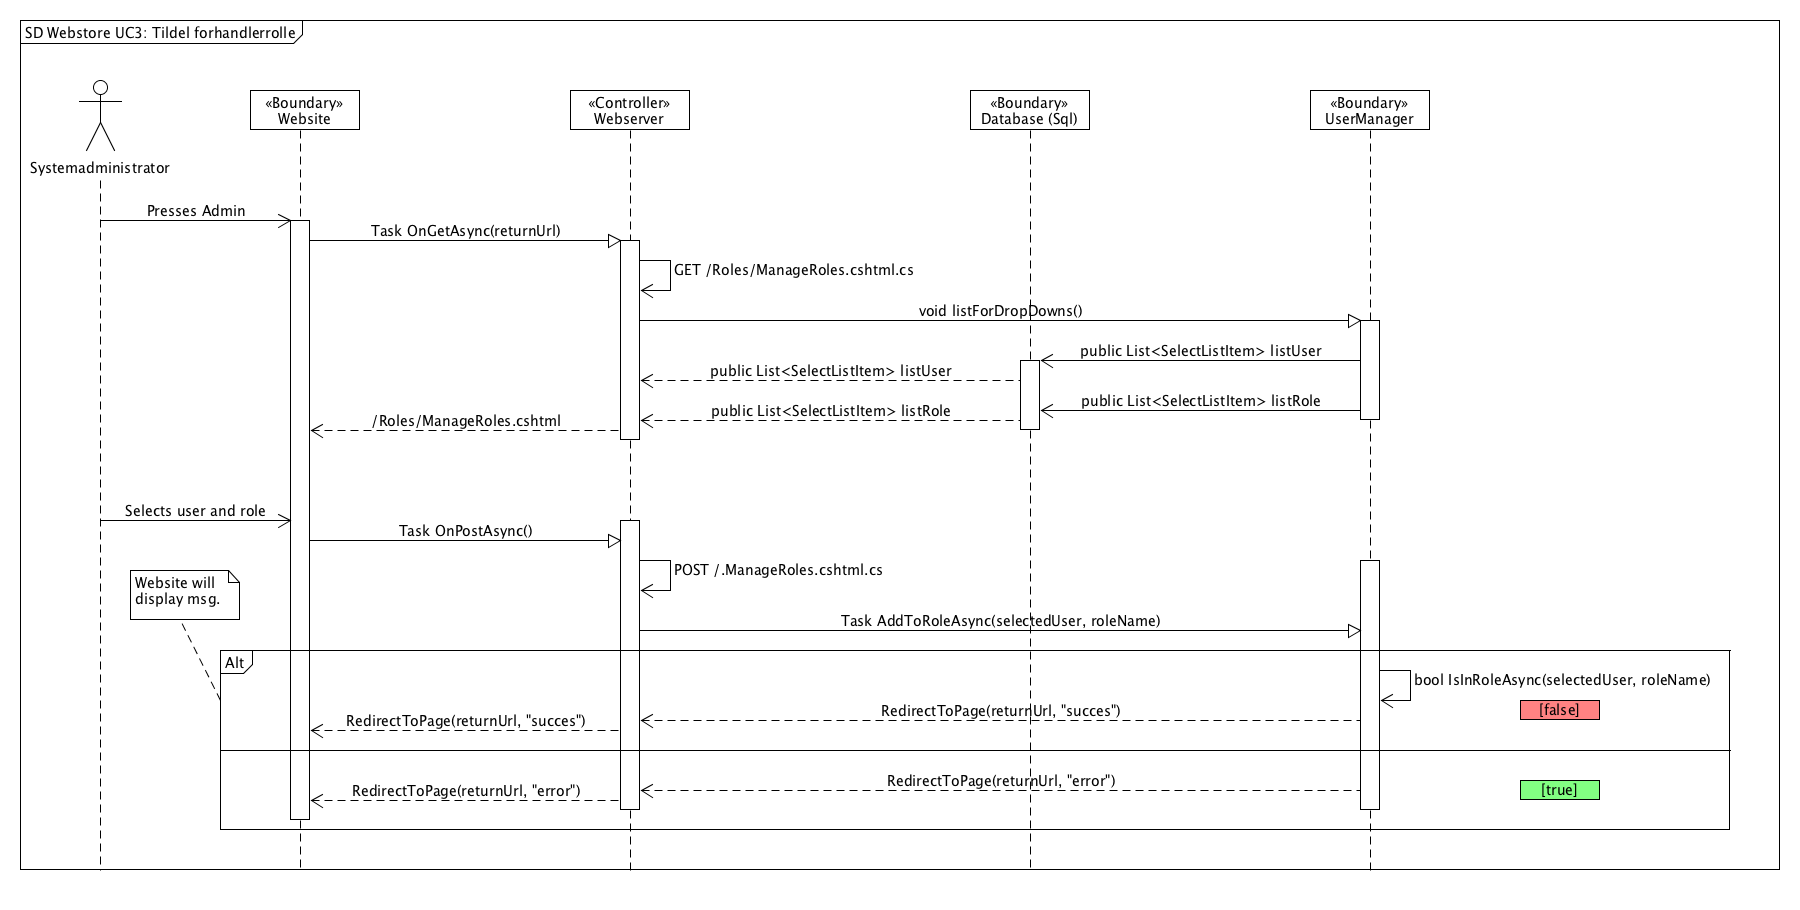 SD Webstore UC3: Tildel forhandlerrolle
«Boundary»
Website
«Controller»
Webserver
«Boundary»
Database (Sql)
«Boundary»
UserManager
Systemadministrator
Presses Admin
Task OnGetAsync(returnUrl)
GET /Roles/ManageRoles.cshtml.cs
void listForDropDowns()
public List<SelectListItem> listUser
public List<SelectListItem> listUser
public List<SelectListItem> listRole
public List<SelectListItem> listRole
/Roles/ManageRoles.cshtml
Selects user and role
Task OnPostAsync()
POST /.ManageRoles.cshtml.cs
Website will
display msg.
Task AddToRoleAsync(selectedUser, roleName)
Alt
bool IsInRoleAsync(selectedUser, roleName)
[false]
RedirectToPage(returnUrl, "succes")
RedirectToPage(returnUrl, "succes")
RedirectToPage(returnUrl, "error")
[true]
RedirectToPage(returnUrl, "error")